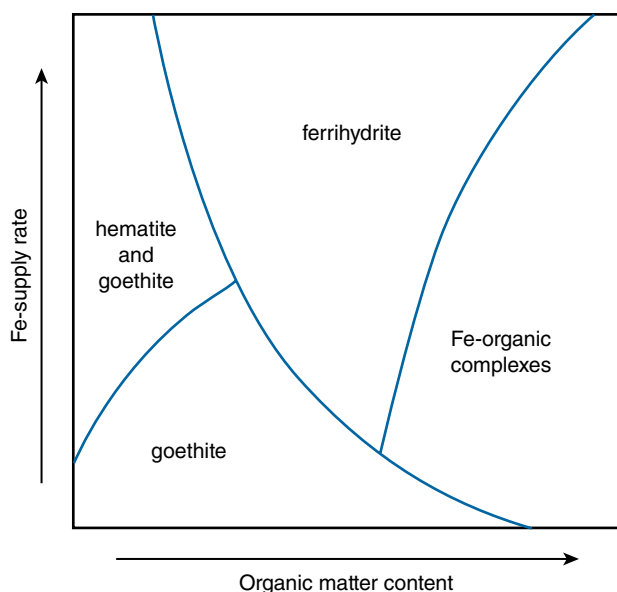 ferrihydrite
hematite
and
goethite
Fe-supply rate
Fe-organic
complexes
goethite
Organic matter content